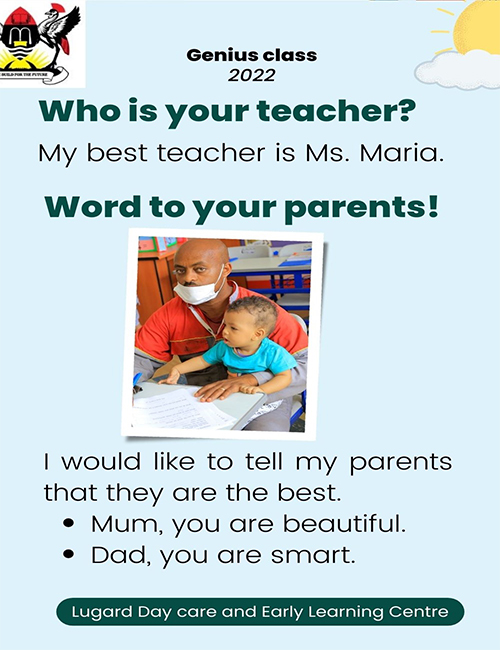 BUILD FOR THE FUTURE
Genius class
2022
Who is your teacher?
My best teacher is Ms. Maria.
Word to your parents!
I would like to tell my parents
that they are the best.
• Mum, you are beautiful.
• Dad, you are smart.
Lugard Day care and Early Learning Centre